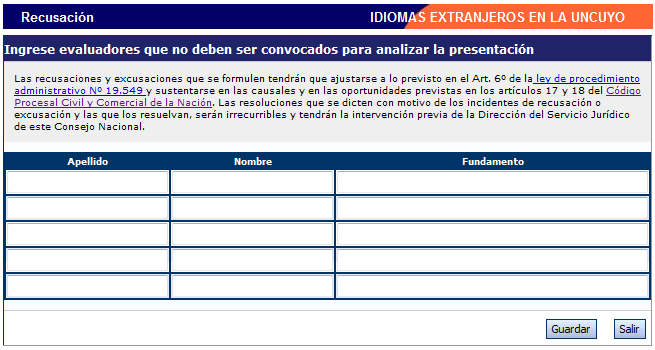 Recusación
IDIOMAS EXTRANJEROS EN LA UNCUYO
Ingrese evaluadores que no deben ser convocados para analizar la presentación
Las recusaciones y excusaciones que se formulen tendrán que ajustarse a lo previsto en el Art. 6º de la ley de procedimiento
administrativo Nº 19.549 y sustentarse en las causales y en las oportunidades previstas en los artículos 17 y 18 del Código
Procesal Civil y Comercial de la Nación. Las resoluciones que se dicten con motivo de los incidentes de recusación o
excusación y las que los resuelvan, serán irrecurribles y tendrán la intervención previa de la Dirección del Servicio Jurídico
de este Consejo Nacional.
Apellido Nombre Fundamento
Guardar Salir